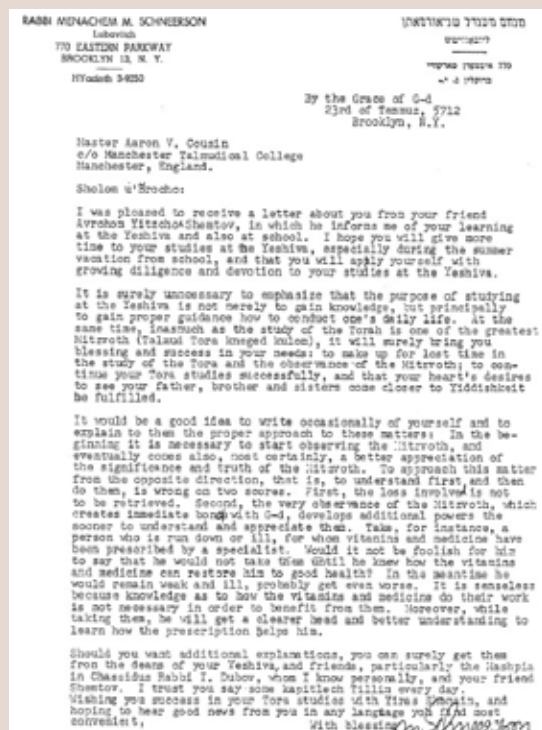 RABBI MENACHEM M. SCHNEERSON
Lubavitch
770 EASTERN PARKWAY
BROOKLYN 13, N. Y.
HYacinth 3-9250
מנחם מענדל שניאורסאהן
ליובאוויטש
770 איסטערן פארקוויי
ברוקלין נ. י.
By the Grace of G-d
23rd of Tammuz, 5712
Brooklyn, N.Y.
Master Aaron V. Cousin
c/o Manchester Talmudical College
Manchester, England.
Sholom u'Brocho:
I was pleased to receive a letter about you from your friend
Avrohom Yitzchok Shemtov, in which he informs me of your learning
at the Yeshiva and also at school. I hope you will give more
time to your studies at the Yeshiva, especially during the summer
vacation from school, and that you will apply yourself with
growing diligence and devotion to your studies at the Yeshiva.
It is surely unnecessary to emphasize that the purpose of studying
at the Yeshiva is not merely to gain knowledge, but principally
to gain proper guidance how to conduct one's daily life. At the
same time, inasmuch as the study of the Torah is one of the greatest
Mitzvoth (Talmud Tora kneged kulom), it will surely bring you
blessing and success in your needs: to make up for lost time in
the study of the Tora and the observance of the Mitzvoth; to con-
tinue your Tora studies successfully, and that your heart's desires
to see your father, brother and sisters come closer to Yiddishkeit
be fulfilled.
It would be a good idea to write occasionally of yourself and to
explain to them the proper approach to these matters: In the be-
ginning it is necessary to start observing the Mitzvoth, and
eventually comes also, most certainly, a better appreciation of
the significance and truth of the Mitzvoth. To approach this matter
from the opposite direction, that is, to understand first, and then
do them, is wrong on two scores. First, the loss involved is not
to be retrieved. Second, the very observance of the Mitzvoth, which
creates immediate bond with G-d, develops additional powers the
sooner to understand and appreciate them. Take, for instance, a
person who is run down or ill, for whom vitamins and medicine have
been prescribed by a specialist. Would it not be foolish for him
to say that he would not take them until he knew how the vitamins
and medicine can restore him to good health? In the meantime he
would remain weak and ill, probably get even worse. It is senseless
because knowledge as to how the vitamins and medicines do their work
is not necessary in order to benefit from them. Moreover, while
taking them, he will get a clearer head and better understanding to
learn how the prescription helps him.
Should you want additional explanations, you can surely get them
from the deans of your Yeshiva, and friends, particularly the Mashpia
in Chassidus Rabbi I. Dubov, whom I know personally, and your friend
Shemtov. I trust you say some kapitlech Tillim every day.
Wishing you success in your Tora studies with Yiras Shomaim, and
hoping to hear good news from you in any language you find most
convenient,
With blessing